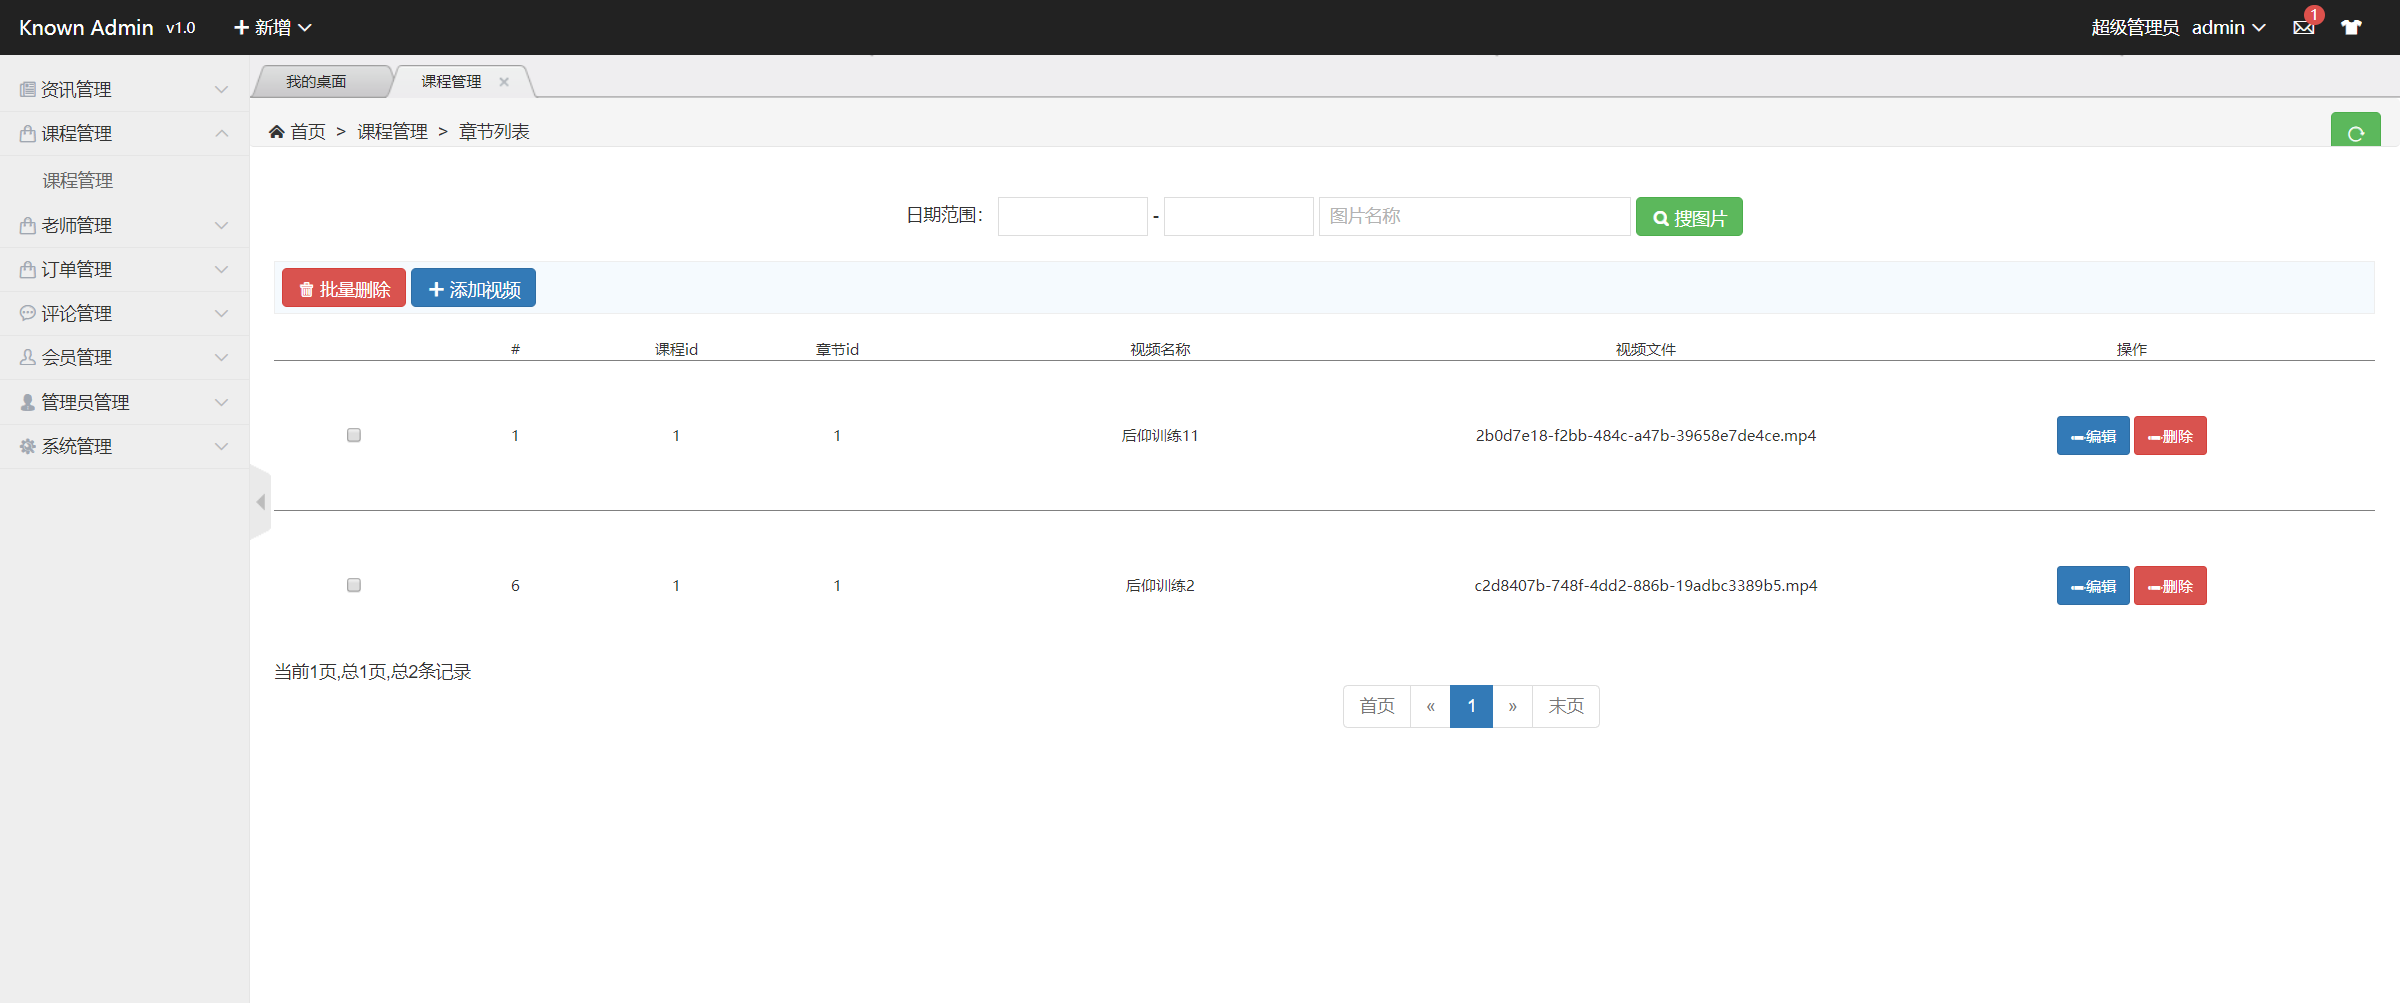 Known Admin v1.0 新增 超级管理员 admin 1
资讯管理
课程管理
课程管理
老师管理
订单管理
评论管理
会员管理
管理员管理
系统管理
我的桌面 课程管理
首页 > 课程管理 > 章节列表
日期范围： - 图片名称 搜图片
批量删除 添加视频
# 课程id 章节id 视频名称 视频文件 操作
1 1 1 后仰训练11 2b0d7e18-f2bb-484c-a47b-39658e7de4ce.mp4 编辑 删除
6 1 1 后仰训练2 c2d8407b-748f-4dd2-886b-19adbc3389b5.mp4 编辑 删除
当前1页,总1页,总2条记录
首页 « 1 » 末页